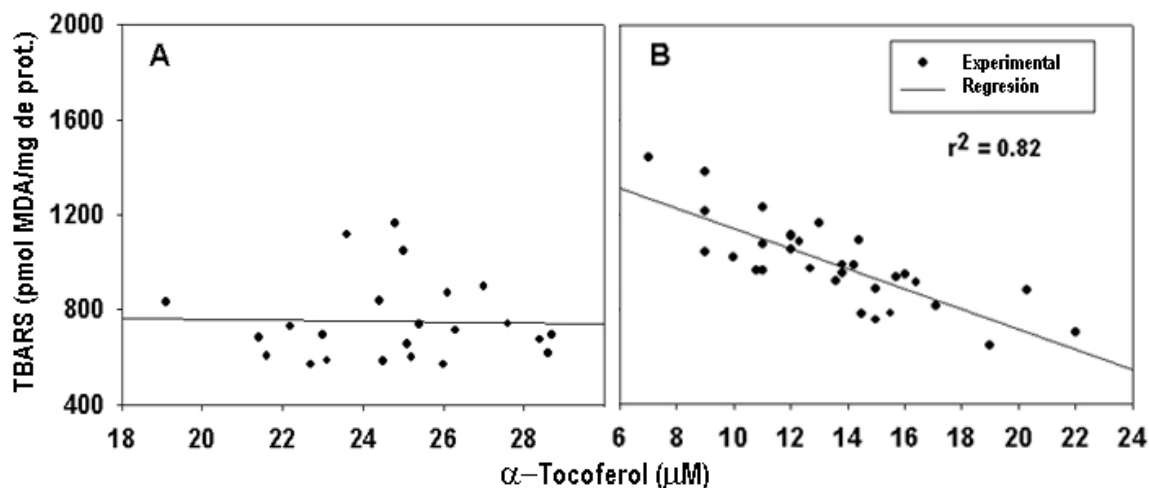 TBARS (pmol MDA/mg de prot.)
2000
1600
1200
800
400
A
18 20 22 24 26 28
B
Experimental
Regresión
r² = 0.82
6 8 10 12 14 16 18 20 22 24
α–Tocoferol (μM)